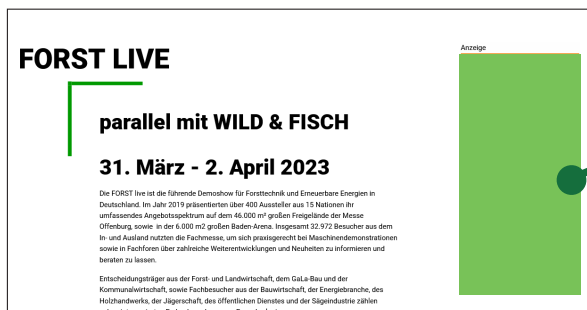 FORST LIVE
Anzeige
parallel mit WILD & FISCH
31. März - 2. April 2023
Die FORST live ist die führende Demoshow für Forsttechnik und Erneuerbare Energien in
Deutschland. Im Jahr 2019 präsentierten über 400 Aussteller aus 15 Nationen ihr
umfassendes Angebotsspektrum auf dem 46.000 m² großen Freigelände der Messe
Offenburg, sowie in der 6.000 m2 großen Baden-Arena. Insgesamt 32.972 Besucher aus dem
In- und Ausland nutzten die Fachmesse, um sich praxisgerecht bei Maschinendemonstrationen
sowie in Fachforen über zahlreiche Weiterentwicklungen und Neuheiten zu informieren und
beraten zu lassen.
Entscheidungsträger aus der Forst- und Landwirtschaft, dem GaLa-Bau und der
Kommunalwirtschaft, sowie Fachbesucher aus der Bauwirtschaft, der Energiebranche, des
Holzhandwerks, der Jägerschaft, des öffentlichen Dienstes und der Sägeindustrie zählen